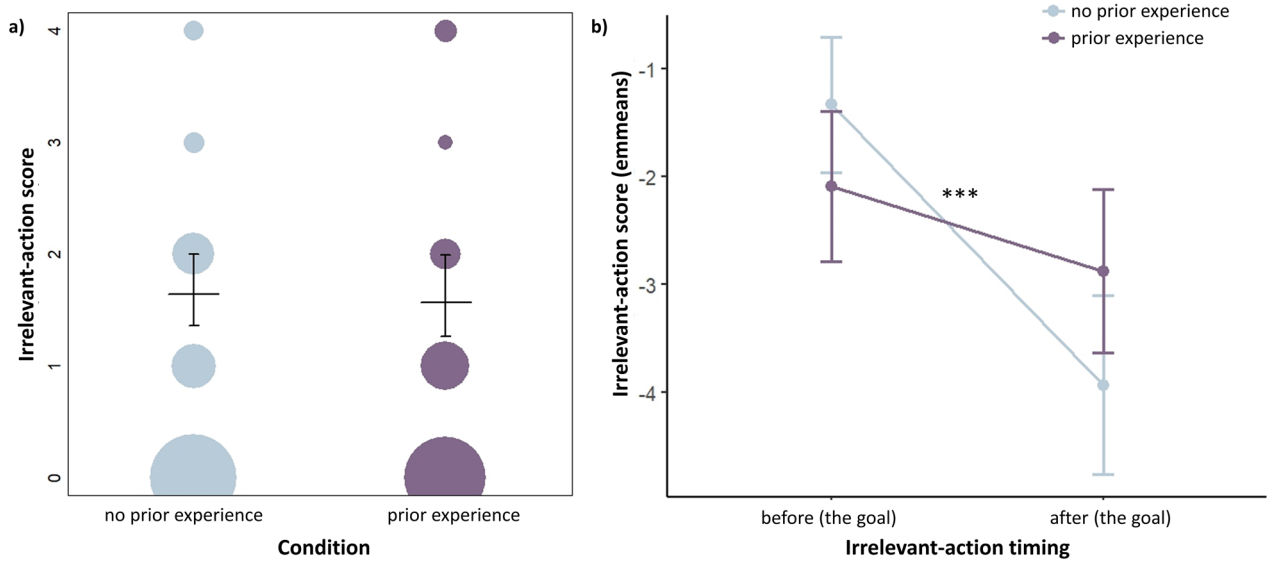 a)
Irrelevant-action score
4
3
2
1
0
no prior experience
prior experience
Condition
b)
no prior experience
prior experience
Irrelevant-action score (emmeans)
-1
-2
-3
-4
***
before (the goal)
after (the goal)
Irrelevant-action timing